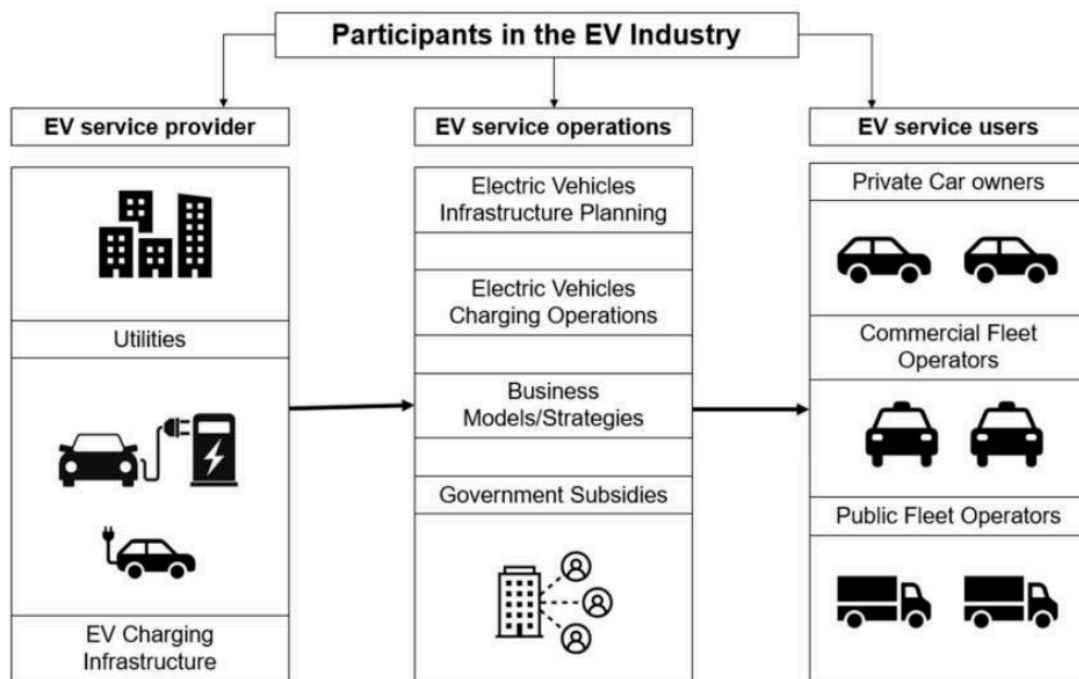 Participants in the EV Industry
EV service provider
Utilities
EV Charging
Infrastructure
EV service operations
Electric Vehicles
Infrastructure Planning
Electric Vehicles
Charging Operations
Business
Models/Strategies
Government Subsidies
EV service users
Private Car owners
Commercial Fleet
Operators
Public Fleet Operators